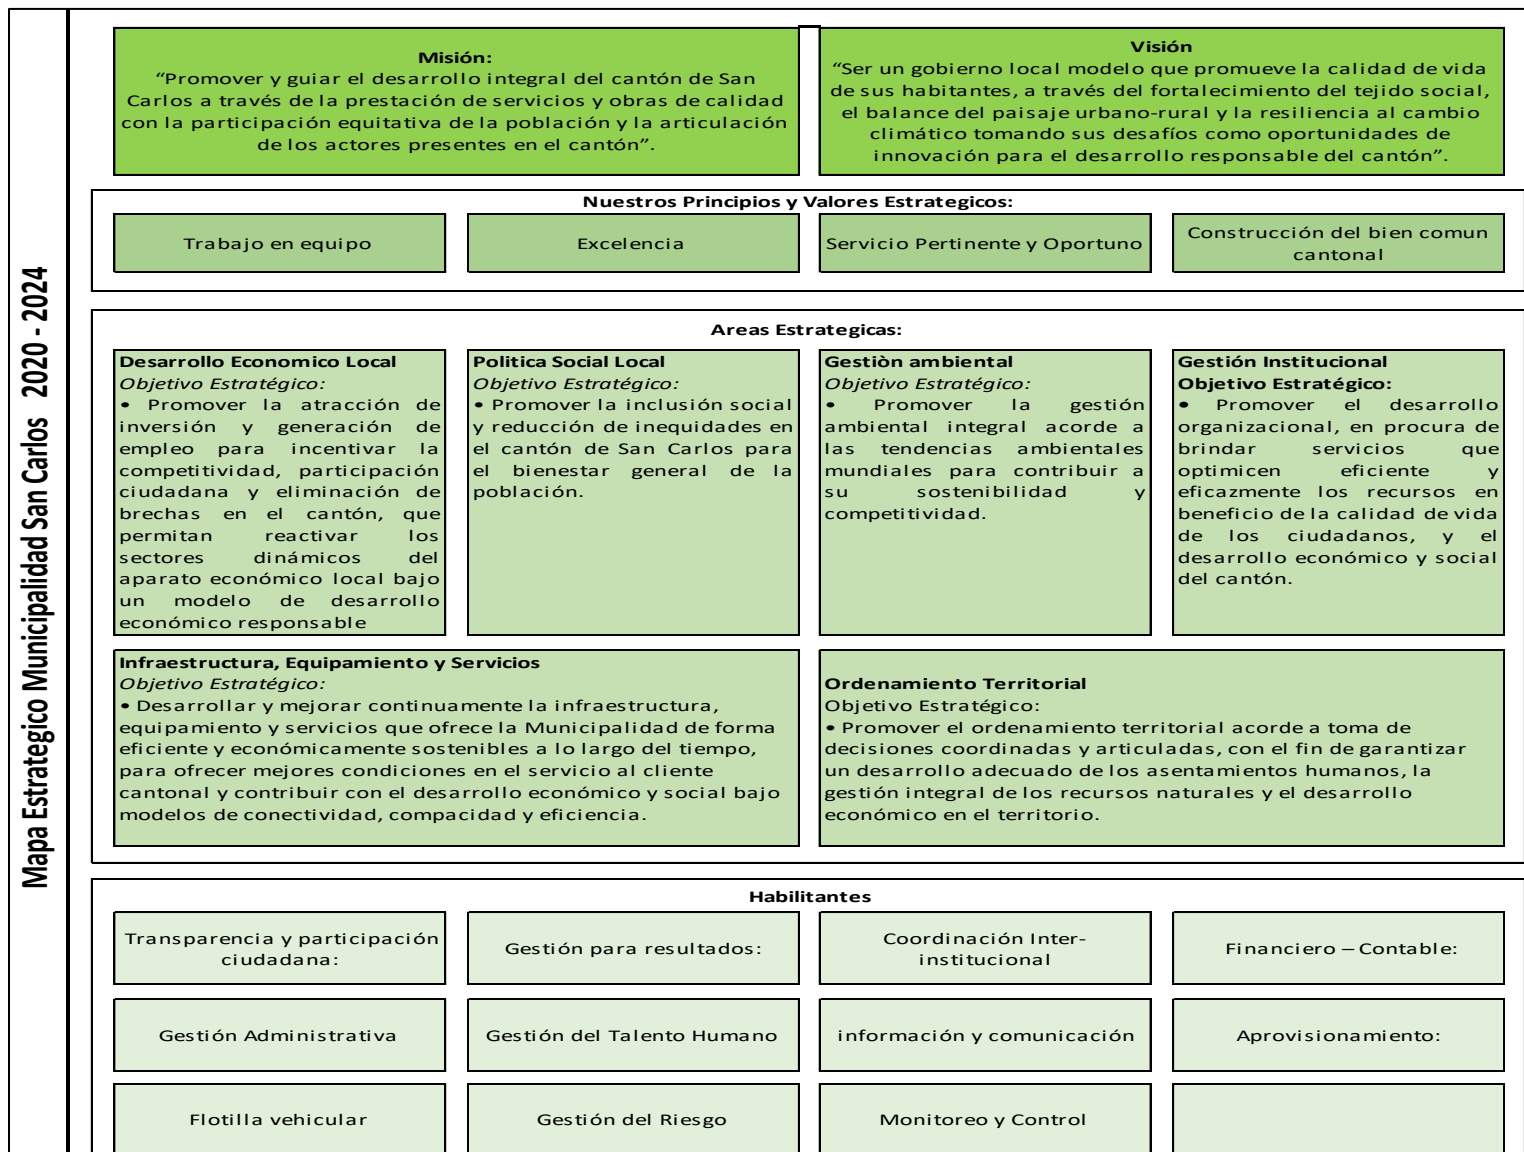 Mapa Estrategico Municipalidad San Carlos 2020 - 2024
Misión:
“Promover y guiar el desarrollo integral del cantón de San
Carlos a través de la prestación de servicios y obras de calidad
con la participación equitativa de la población y la articulación
de los actores presentes en el cantón”.
Visión
“Ser un gobierno local modelo que promueve la calidad de vida
de sus habitantes, a través del fortalecimiento del tejido social,
el balance del paisaje urbano-rural y la resiliencia al cambio
climático tomando sus desafíos como oportunidades de
innovación para el desarrollo responsable del cantón”.
Nuestros Principios y Valores Estrategicos:
Trabajo en equipo
Excelencia
Servicio Pertinente y Oportuno
Construcción del bien comun
cantonal
Areas Estrategicas:
Desarrollo Economico Local
Objetivo Estratégico:
• Promover la atracción de
inversión y generación de
empleo para incentivar la
competitividad, participación
ciudadana y eliminación de
brechas en el cantón, que
permitan reactivar los
sectores dinámicos del
aparato económico local bajo
un modelo de desarrollo
económico responsable
Politica Social Local
Objetivo Estratégico:
• Promover la inclusión social
y reducción de inequidades en
el cantón de San Carlos para
el bienestar general de la
población.
Gestiòn ambiental
Objetivo Estratégico:
• Promover la gestión
ambiental integral acorde a
las tendencias ambientales
mundiales para contribuir a
su sostenibilidad y
competitividad.
Gestión Institucional
Objetivo Estratégico:
• Promover el desarrollo
organizacional, en procura de
brindar servicios que
optimicen eficiente y
eficazmente los recursos en
beneficio de la calidad de vida
de los ciudadanos, y el
desarrollo económico y social
del cantón.
Infraestructura, Equipamiento y Servicios
Objetivo Estratégico:
• Desarrollar y mejorar continuamente la infraestructura,
equipamiento y servicios que ofrece la Municipalidad de forma
eficiente y económicamente sostenibles a lo largo del tiempo,
para ofrecer mejores condiciones en el servicio al cliente
cantonal y contribuir con el desarrollo económico y social bajo
modelos de conectividad, compacidad y eficiencia.
Ordenamiento Territorial
Objetivo Estratégico:
• Promover el ordenamiento territorial acorde a toma de
decisiones coordinadas y articuladas, con el fin de garantizar
un desarrollo adecuado de los asentamientos humanos, la
gestión integral de los recursos naturales y el desarrollo
económico en el territorio.
Habilitantes
Transparencia y participación
ciudadana:
Gestión para resultados:
Coordinación Inter-
institucional
Financiero – Contable:
Gestión Administrativa
Gestión del Talento Humano
información y comunicación
Aprovisionamiento:
Flotilla vehicular
Gestión del Riesgo
Monitoreo y Control